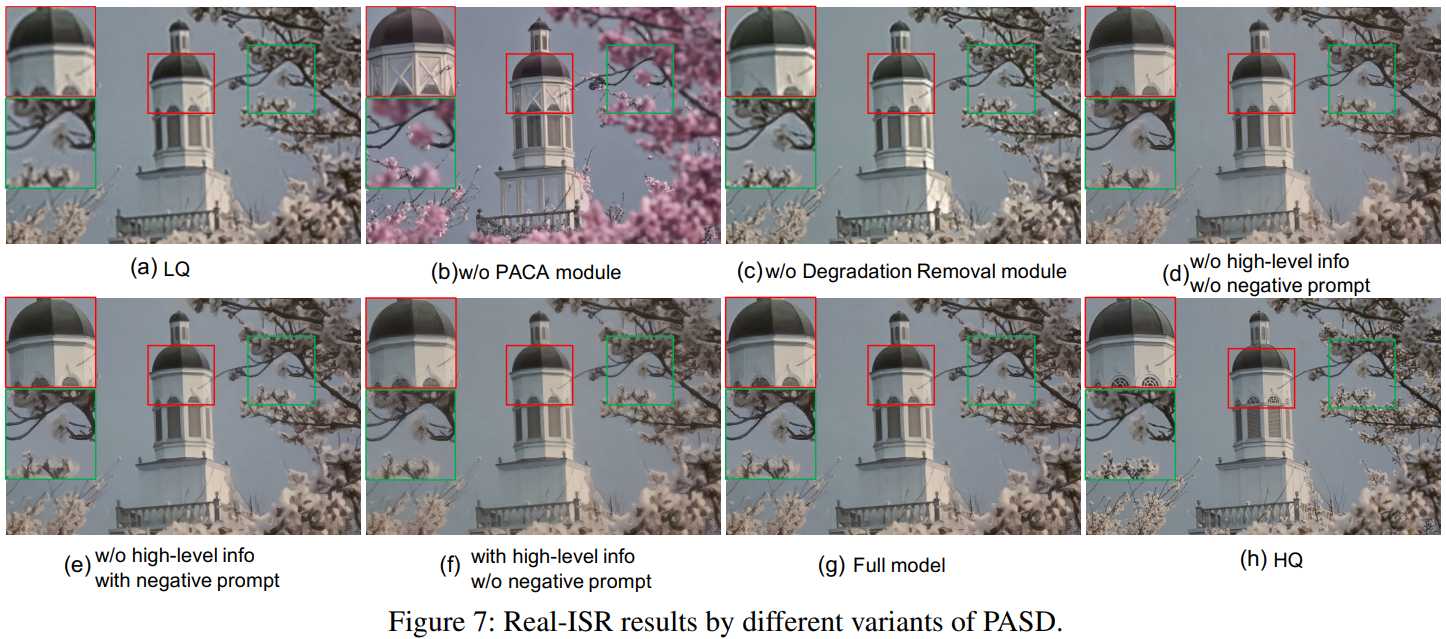 (a) LQ
(b) w/o PACA module
(c) w/o Degradation Removal module
(d) w/o high-level info
w/o negative prompt
(e) w/o high-level info
with negative prompt
(f) with high-level info
w/o negative prompt
(g) Full model
(h) HQ
Figure 7: Real-ISR results by different variants of PASD.